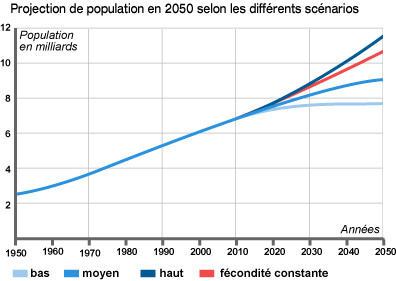 Projection de population en 2050 selon les différents scénarios
12
Population
en milliards
10
8
6
4
2
Années
1950 1960 1970 1980 1990 2000 2010 2020 2030 2040 2050
bas moyen haut fécondité constante